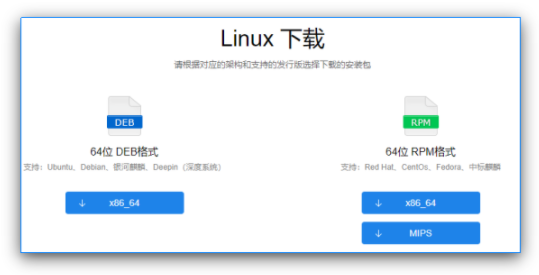 Linux 下载
请根据对应的架构和支持的发行版选择下载的安装包
DEB
64位 DEB格式
支持：Ubuntu、Debian、银河麒麟、Deepin（深度系统）
x86_64
RPM
64位 RPM格式
支持：Red Hat、CentOs、Fedora、中标麒麟
x86_64
MIPS